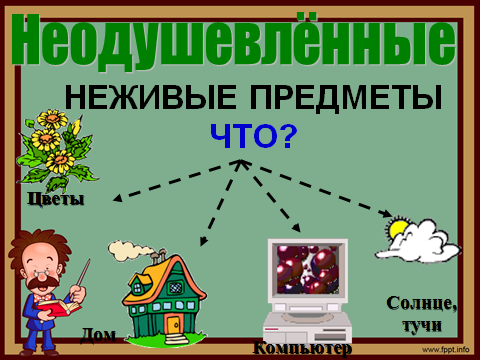 Неодушевлённые
НЕЖИВЫЕ ПРЕДМЕТЫ
ЧТО?
Цветы
Дом
Компьютер
Солнце,
тучи
www.fppt.info